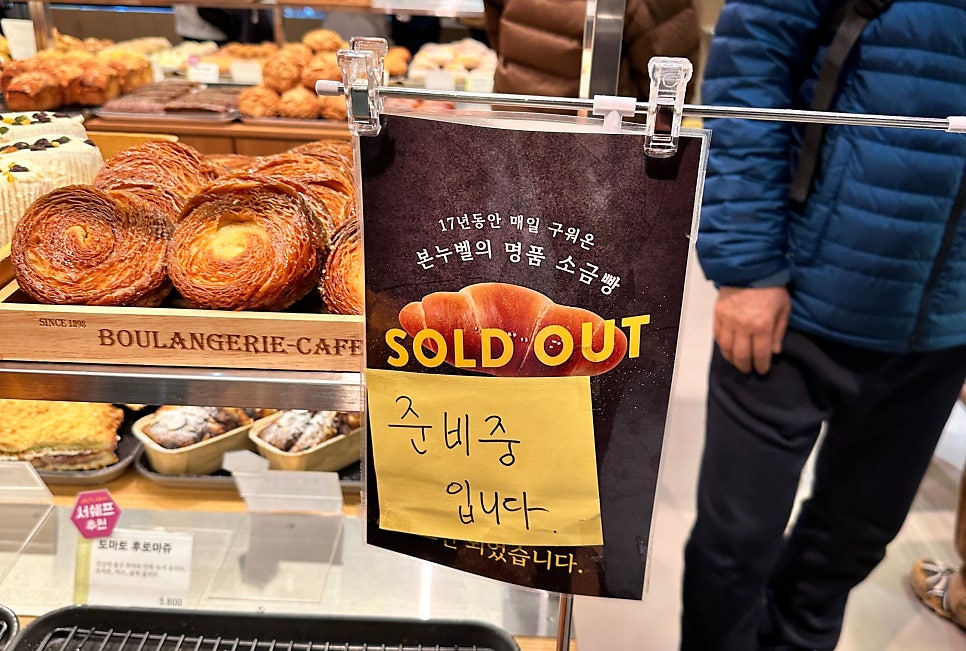 17년동안 매일 구워온
본누벨의 명품 소금빵
SOLD OUT
준비중
입니다.
되었습니다.
SINCE 1898
BOULANGERIE-CAFE
서쉐프
추천
토마토 후로마쥬
5,800